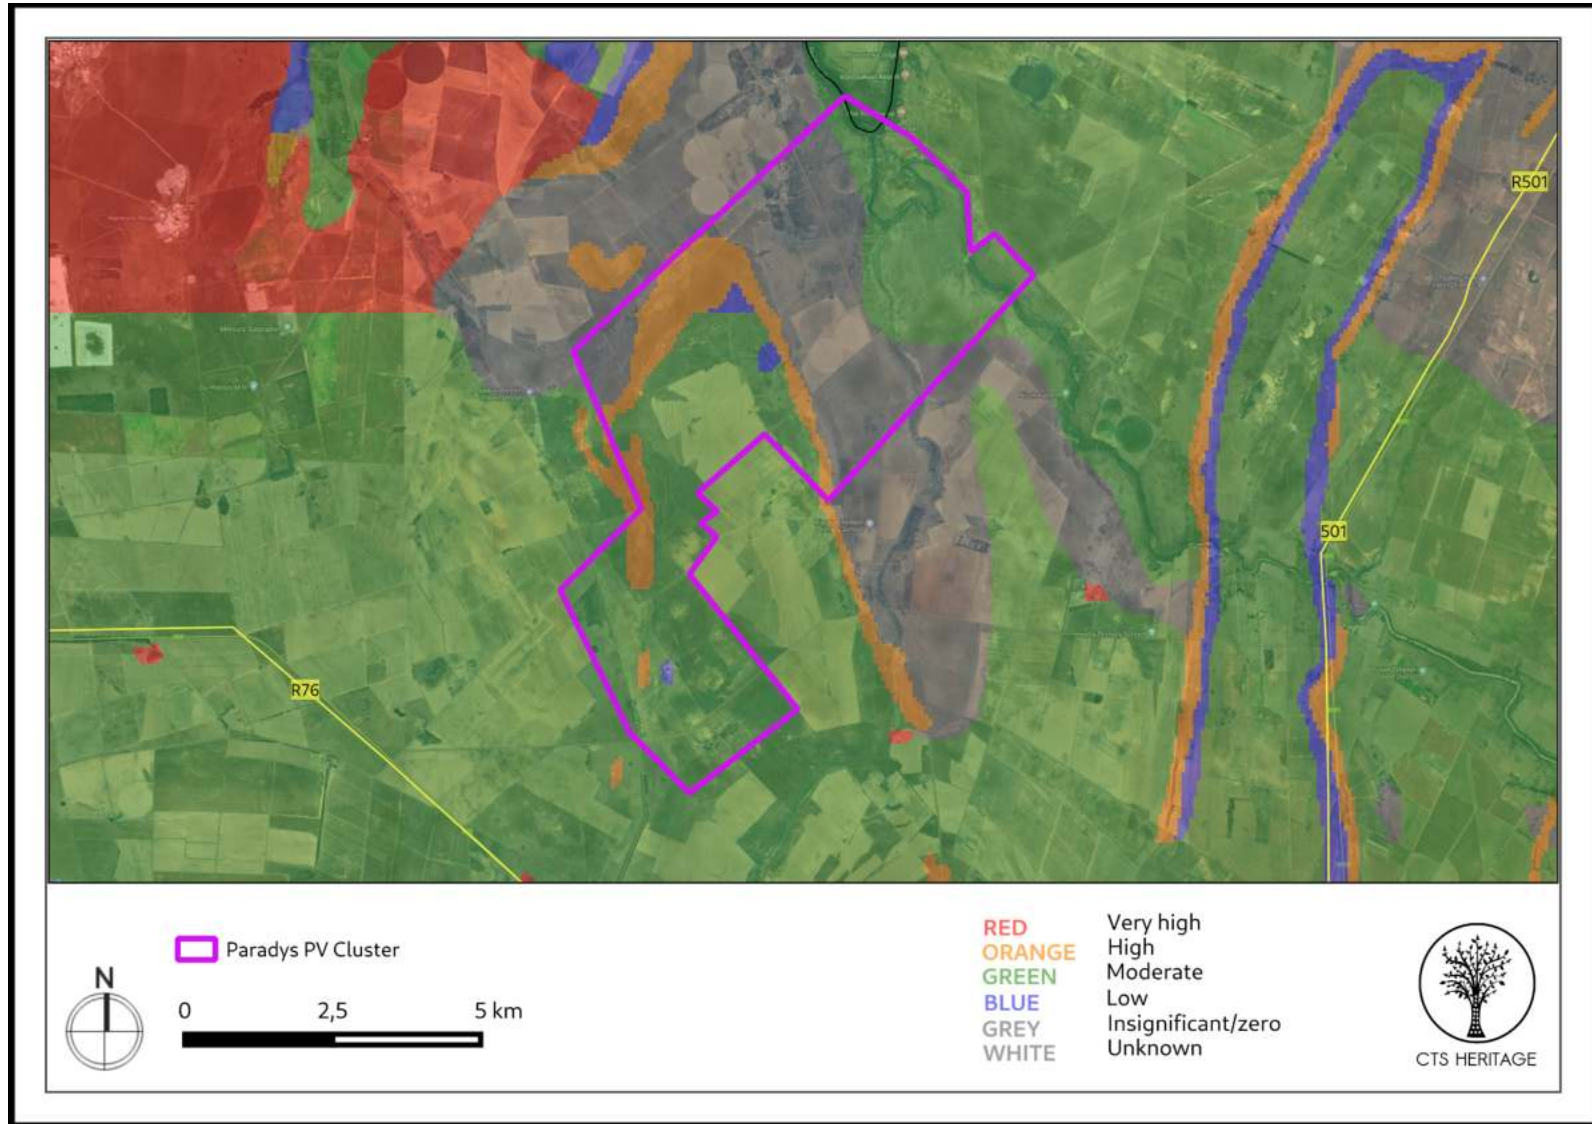 R501
501
R76
Paradys PV Cluster
N
0 2,5 5 km
RED Very high
ORANGE High
GREEN Moderate
BLUE Low
GREY Insignificant/zero
WHITE Unknown
CTS HERITAGE